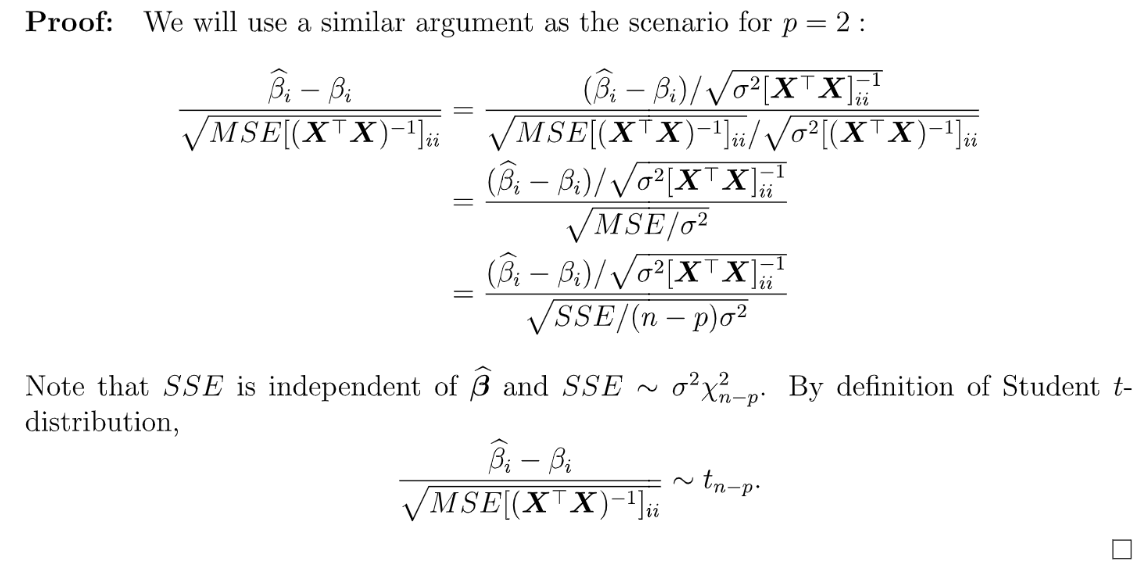 Proof: We will use a similar argument as the scenario for $p = 2$ :
$\frac{\widehat{\beta}_i - \beta_i}{\sqrt{MSE[(\boldsymbol{X}^\top \boldsymbol{X})^{-1}]_{ii}}} = \frac{(\widehat{\beta}_i - \beta_i)/\sqrt{\sigma^2[\boldsymbol{X}^\top \boldsymbol{X}]_{ii}^{-1}}}{\sqrt{MSE[(\boldsymbol{X}^\top \boldsymbol{X})^{-1}]_{ii}}/\sqrt{\sigma^2[(\boldsymbol{X}^\top \boldsymbol{X})^{-1}]_{ii}}}$
$= \frac{(\widehat{\beta}_i - \beta_i)/\sqrt{\sigma^2[\boldsymbol{X}^\top \boldsymbol{X}]_{ii}^{-1}}}{\sqrt{MSE/\sigma^2}}$
$= \frac{(\widehat{\beta}_i - \beta_i)/\sqrt{\sigma^2[\boldsymbol{X}^\top \boldsymbol{X}]_{ii}^{-1}}}{\sqrt{SSE/(n-p)\sigma^2}}$
Note that $SSE$ is independent of $\widehat{\boldsymbol{\beta}}$ and $SSE \sim \sigma^2 \chi^2_{n-p}$. By definition of Student $t$-
distribution,
$\frac{\widehat{\beta}_i - \beta_i}{\sqrt{MSE[(\boldsymbol{X}^\top \boldsymbol{X})^{-1}]_{ii}}} \sim t_{n-p}.$
□